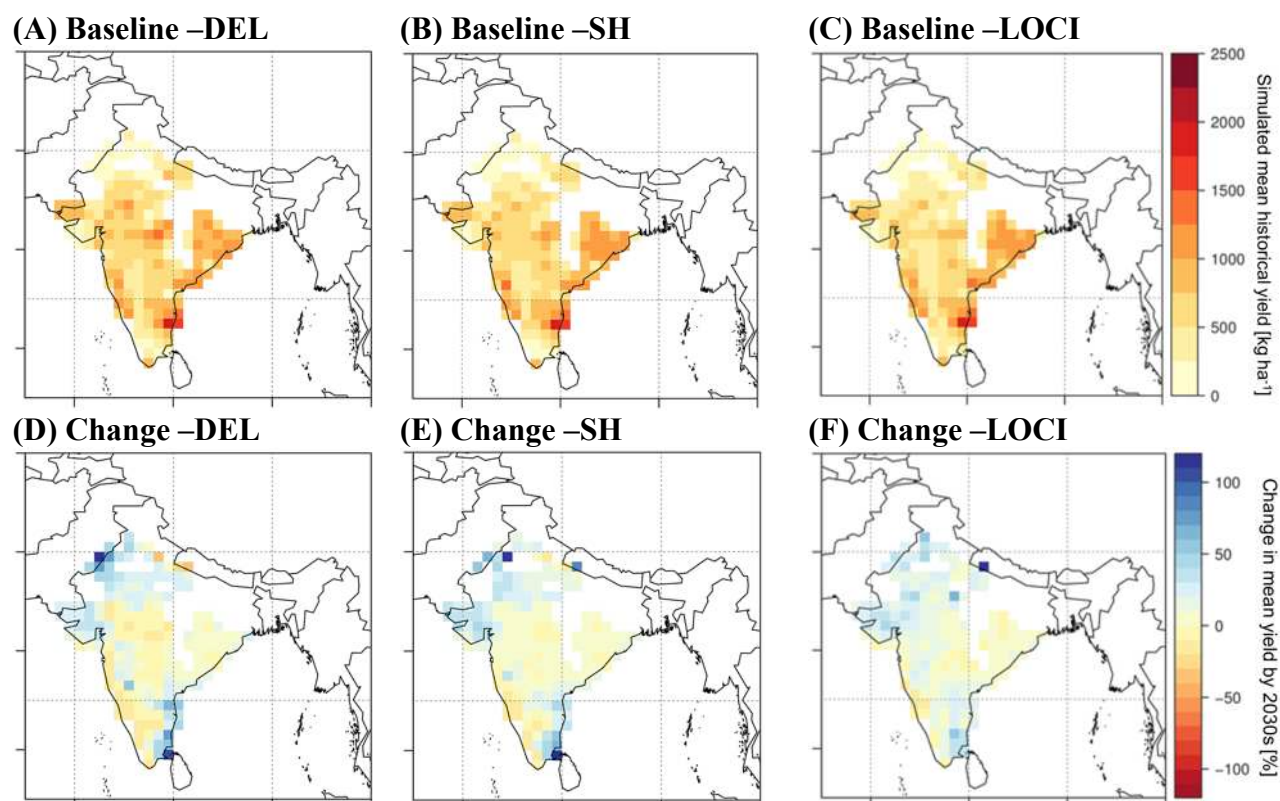 (A) Baseline –DEL
(B) Baseline –SH
(C) Baseline –LOCI
2500
2000
1500
1000
500
0
Simulated mean historical yield [kg ha⁻¹]
(D) Change –DEL
(E) Change –SH
(F) Change –LOCI
100
50
0
−50
−100
Change in mean yield by 2030s [%]